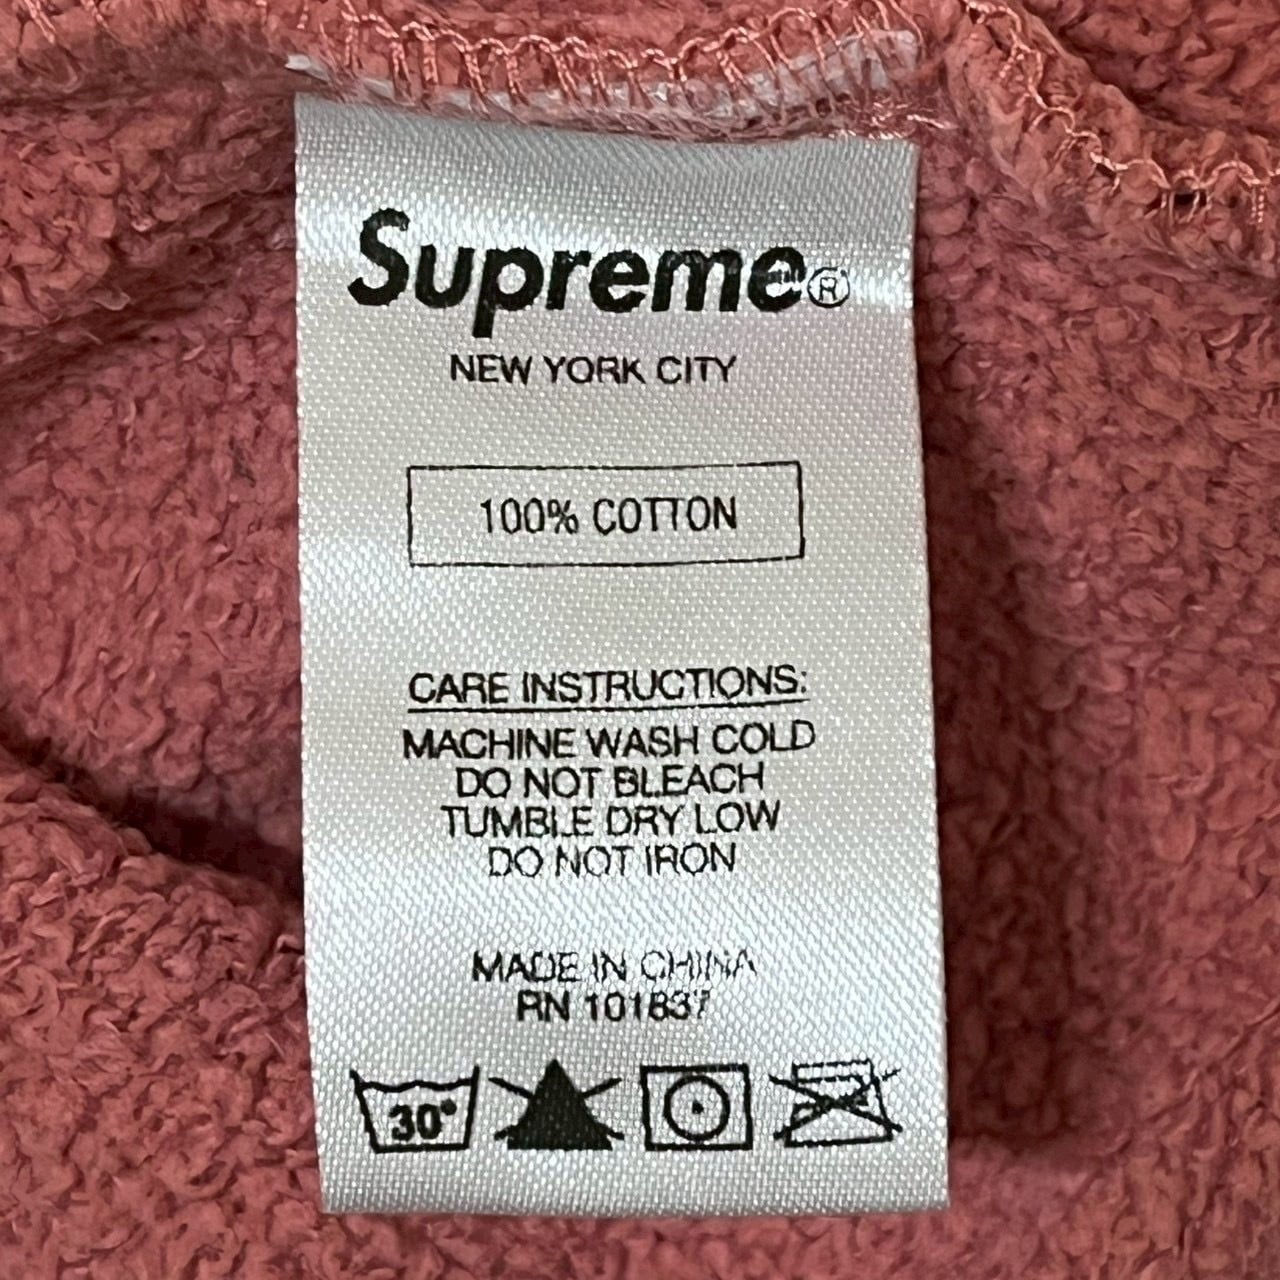 Supreme®
NEW YORK CITY
100% COTTON
CARE INSTRUCTIONS:
MACHINE WASH COLD
DO NOT BLEACH
TUMBLE DRY LOW
DO NOT IRON
MADE IN CHINA
RN 101837
30°